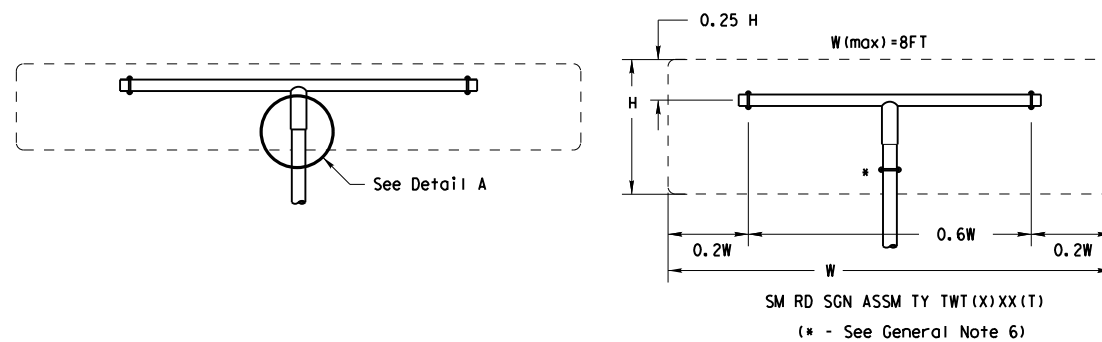 0.25 H
W(max)=8FT
H
See Detail A
*
0.2W
0.6W
0.2W
W
SM RD SGN ASSM TY TWT(X)XX(T)
(* - See General Note 6)